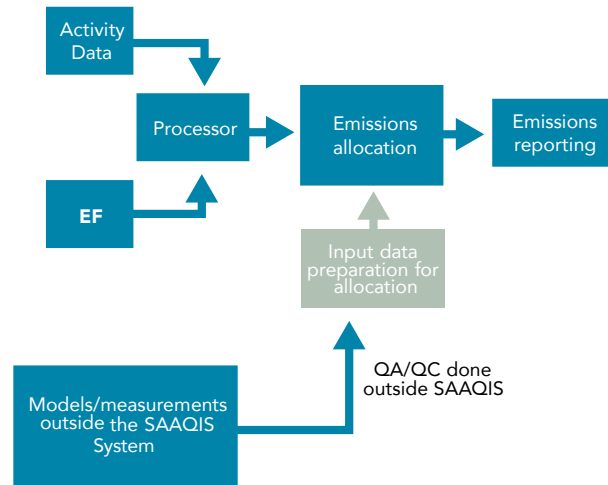 Activity
Data
Processor
Emissions
allocation
Emissions
reporting
EF
Input data
preparation for
allocation
QA/QC done
outside SAAQIS
Models/measurements
outside the SAAQIS
System